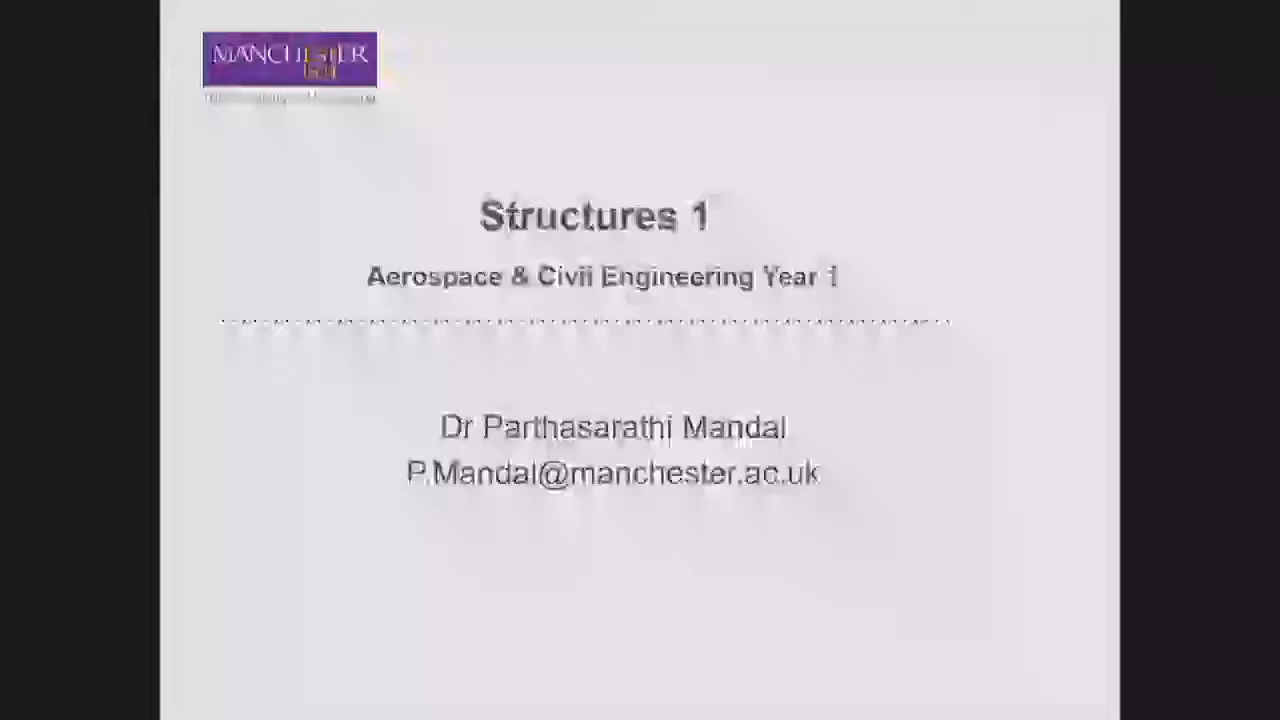 MANCHESTER
Structures 1
Aerospace & Civil Engineering Year 1
Dr Parthasarathi Mandal
P.Mandal@manchester.ac.uk